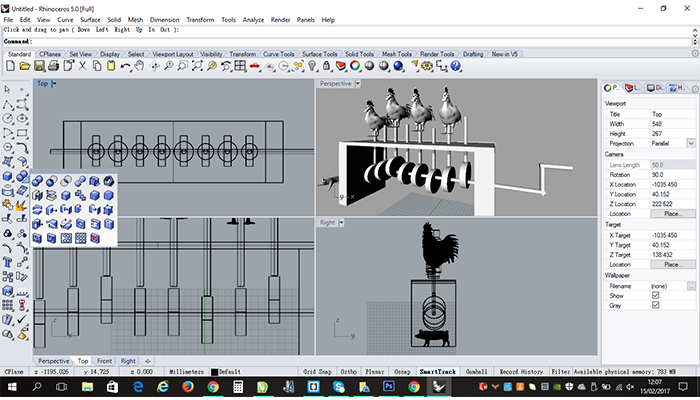 Untitled - Rhinoceros 5.0 [Full]
File Edit View Curve Surface Solid Mesh Dimension Transform Tools Analyze Render Panels Help
Click and drag to pan ( Down Left Right Up In Out ):
Command:
Standard CPlanes Set View Display Select Viewport Layout Visibility Transform Curve Tools Surface Tools Solid Tools Mesh Tools Render Tools Drafting New in V5
Top
Perspective
Right
z
x
y
P... L... Di... H...
Viewport
Title Top
Width 548
Height 267
Projection Parallel
Camera
Lens Length 50.0
Rotation 90.0
X Location -1035.450
Y Location 40.152
Z Location 222.622
Location Place...
Target
X Target -1035.450
Y Target 40.152
Z Target 138.432
Location Place...
Wallpaper
Filename (none) ...
Show
Gray
Perspective Top Front Right
CPlane x -1195.026 y 14.725 z 0.000 Millimeters Default Grid Snap Ortho Planar Osnap SmartTrack Gumball Record History Filter Available physical memory: 783 MB
12:07
15/02/2017